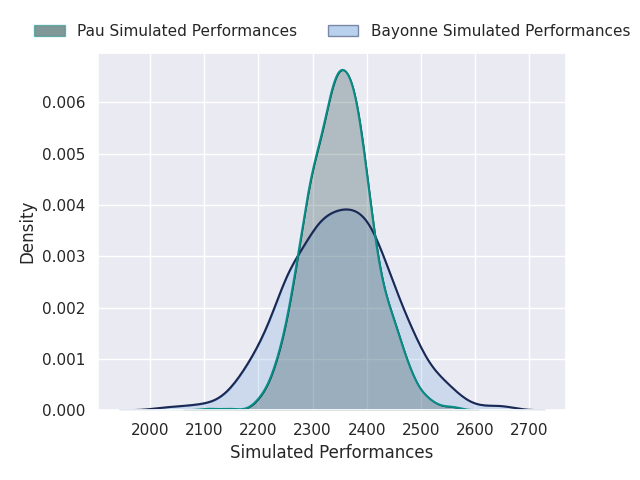 Pau Simulated Performances Bayonne Simulated Performances
0.006
0.005
0.004
0.003
0.002
0.001
0.000
Density
2000 2100 2200 2300 2400 2500 2600 2700
Simulated Performances